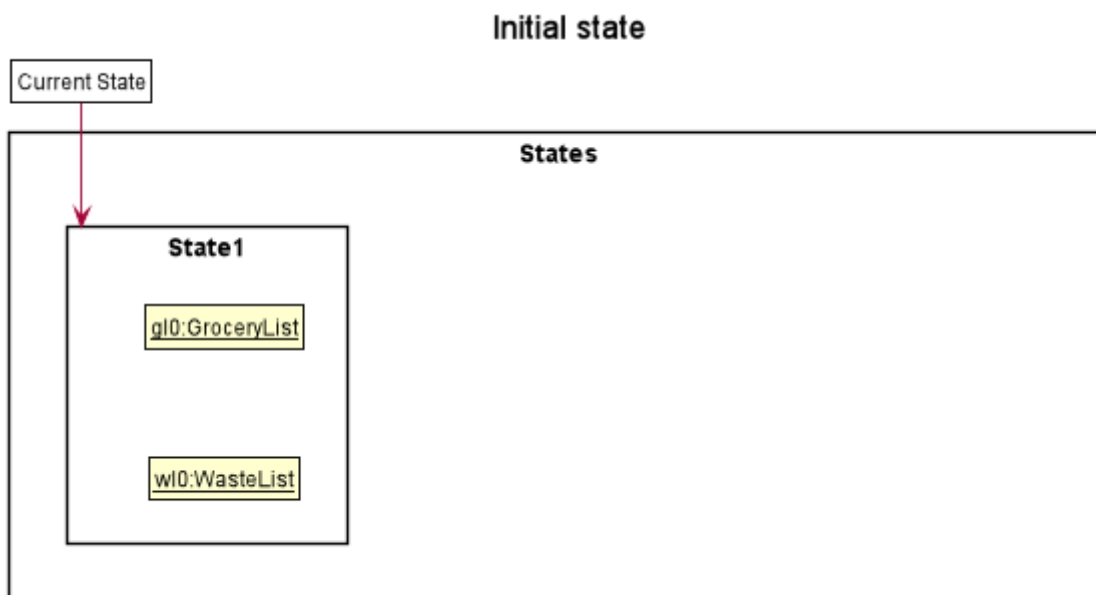 Initial state
Current State
States
State1
gl0:GroceryList
wl0:WasteList